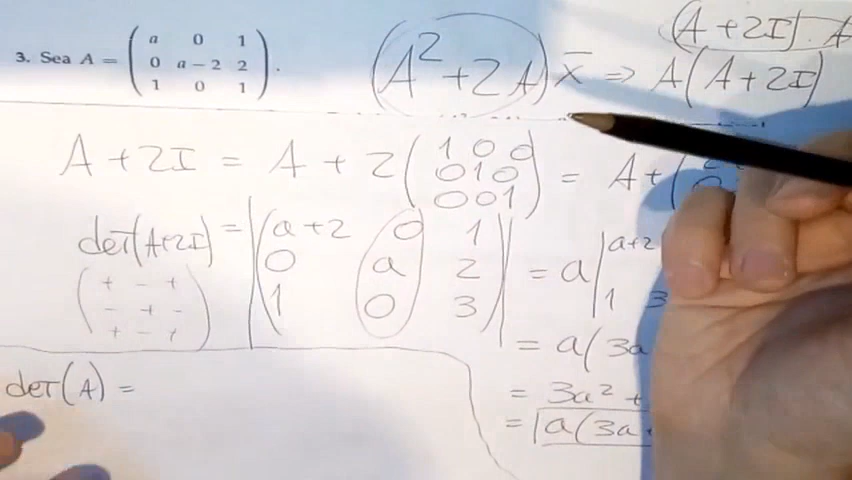 (A+2I)·A
3. Sea A = ( a 0 1
0 a−2 2
1 0 1 ).
(A²+2A)X̄ ⇒ A(A+2I)
A+2I = A + 2 ( 1 0 0
0 1 0
0 0 1 ) = A+(
det(A+2I) = | ( a+2 0 1
0 a 2
1 0 3 ) | = a | a+2
1 3
( + − +
− + −
+ − + )
= a(3a
= 3a² +
= a(3a +
det(A) =